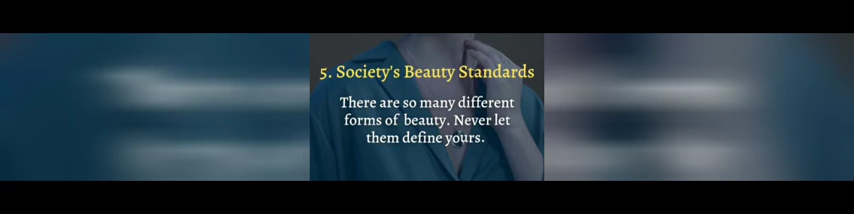 5. Society's Beauty Standards
There are so many different
forms of beauty. Never let
them define yours.